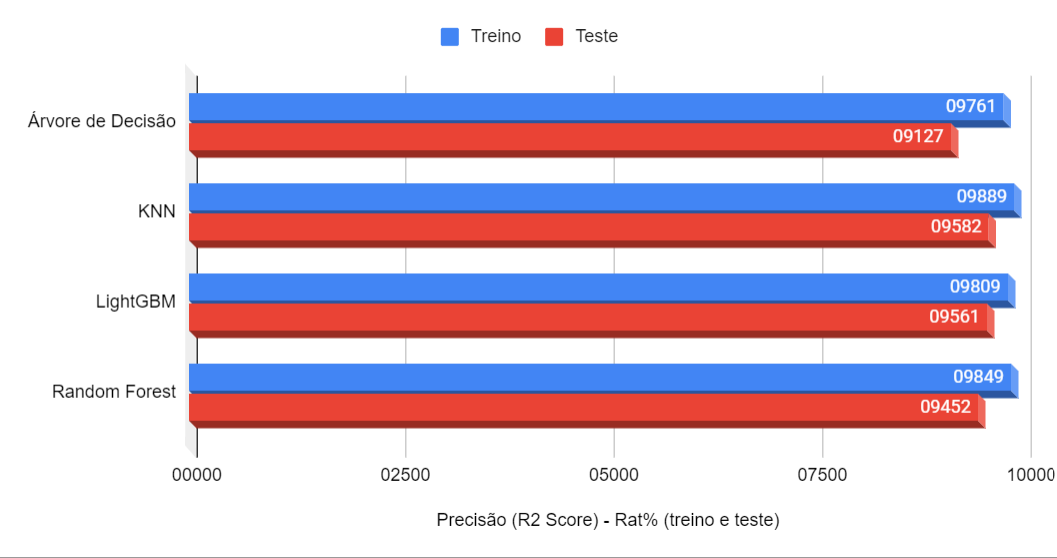 Treino Teste
Árvore de Decisão 09761
09127
KNN 09889
09582
LightGBM 09809
09561
Random Forest 09849
09452
00000 02500 05000 07500 10000
Precisão (R2 Score) - Rat% (treino e teste)